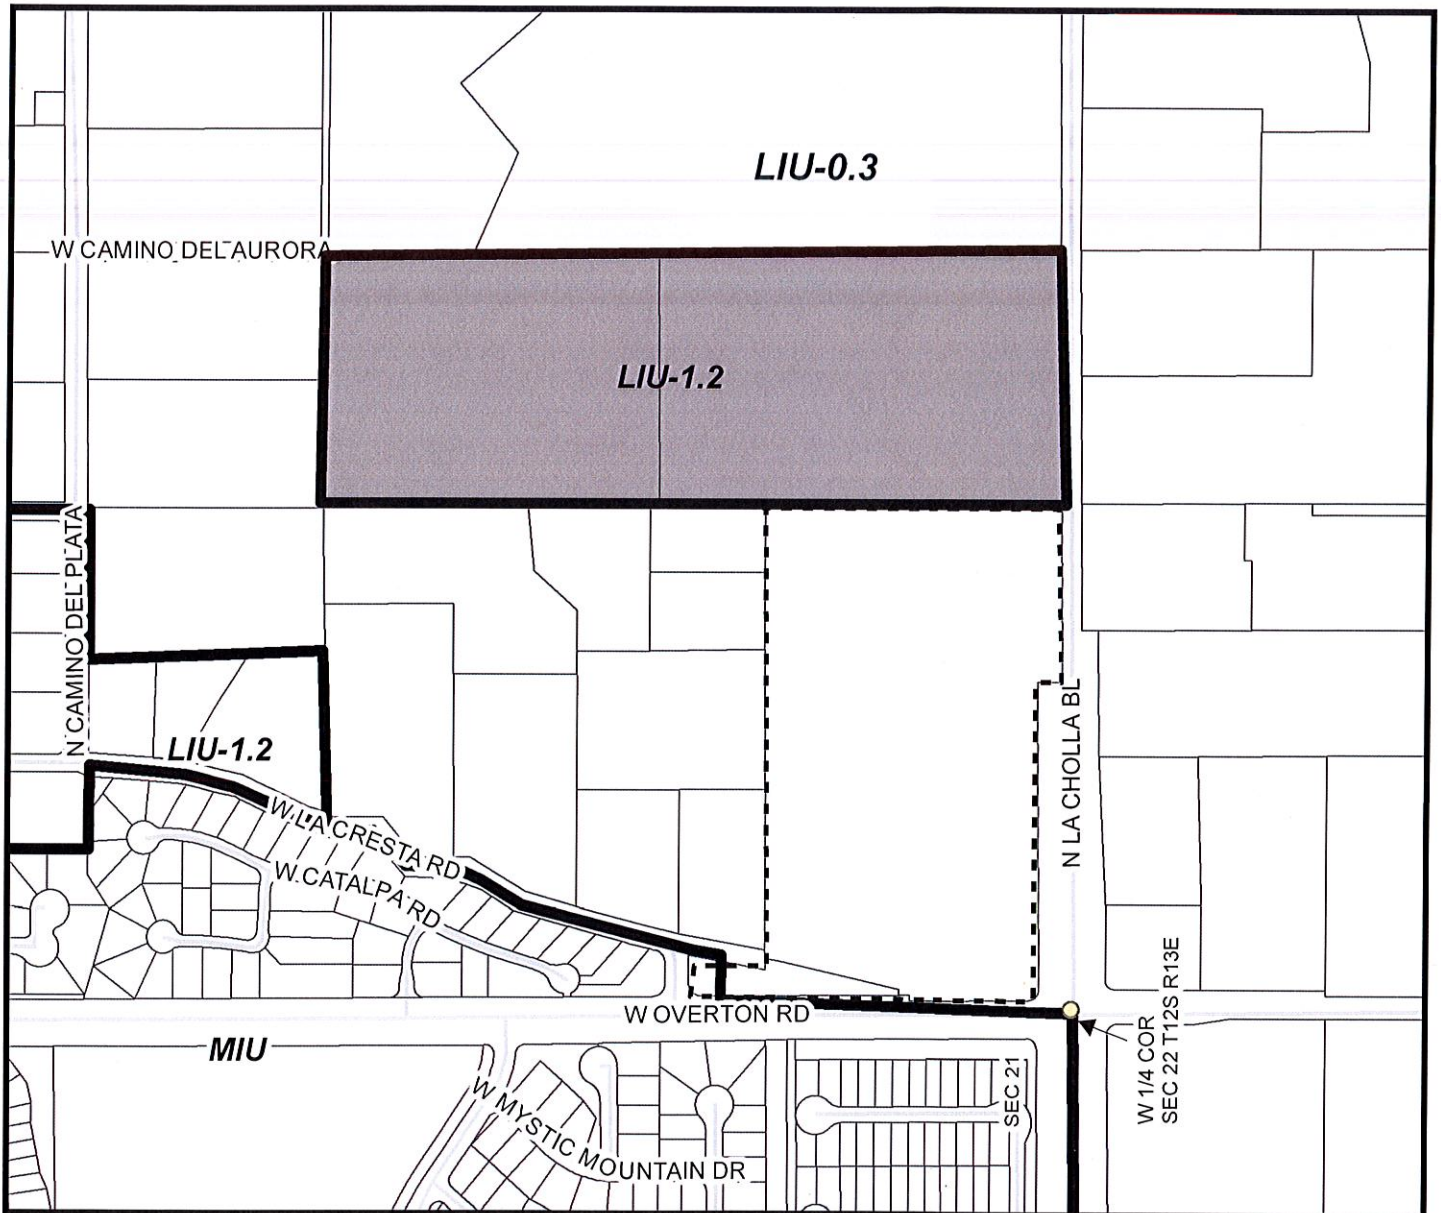 LIU-0.3
W CAMINO DEL AURORA
LIU-1.2
N CAMINO DEL PLATA
LIU-1.2
N LA CHOLLA BL
W LA CRESTA RD
W CATALPA RD
W OVERTON RD
MIU
W 1/4 COR
SEC 22 T12S R13E
SEC 21
W MYSTIC MOUNTAIN DR